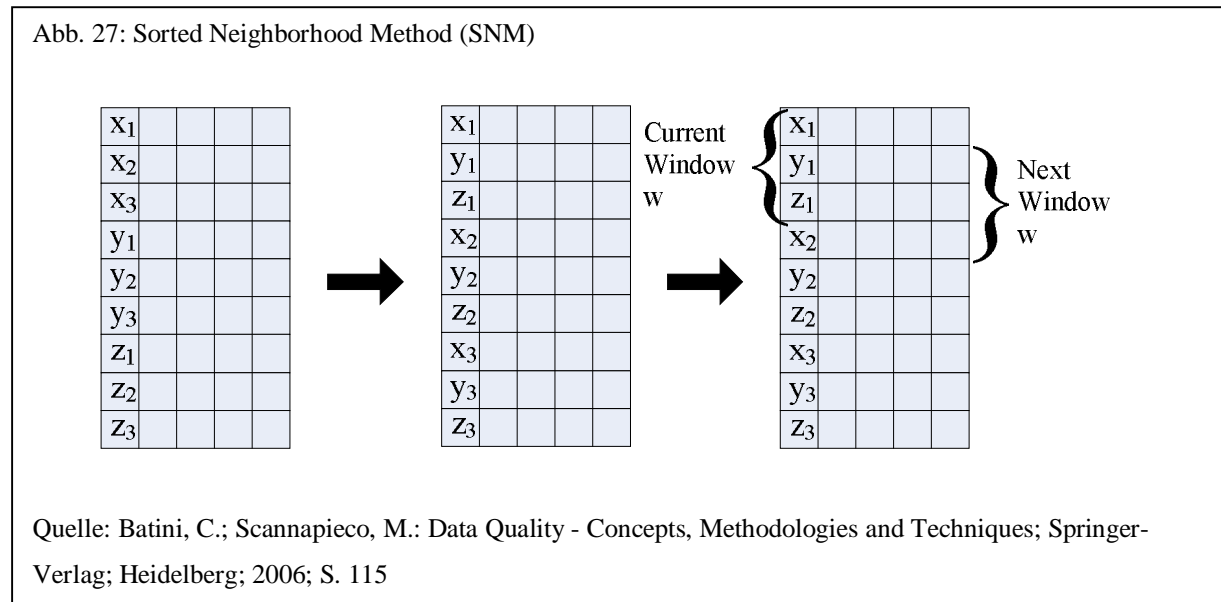 Abb. 27: Sorted Neighborhood Method (SNM)
x1
x2
x3
y1
y2
y3
z1
z2
z3
x1
y1
z1
x2
y2
z2
x3
y3
z3
Current
Window
w
x1
y1
z1
x2
y2
z2
x3
y3
z3
Next
Window
w
Quelle: Batini, C.; Scannapieco, M.: Data Quality - Concepts, Methodologies and Techniques; Springer-
Verlag; Heidelberg; 2006; S. 115